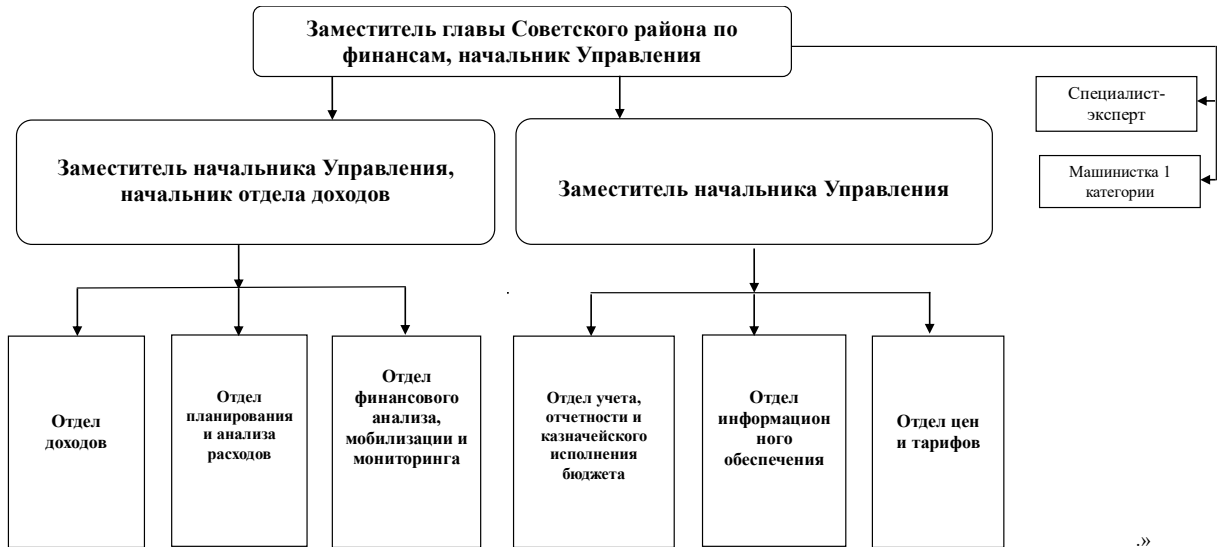 Заместитель главы Советского района по
финансам, начальник Управления
Специалист-
эксперт
Машинистка 1
категории
Заместитель начальника Управления,
начальник отдела доходов
Заместитель начальника Управления
Отдел
доходов
Отдел
планирования
и анализа
расходов
Отдел
финансового
анализа,
мобилизации и
мониторинга
Отдел учета,
отчетности и
казначейского
исполнения
бюджета
Отдел
информацион
ного
обеспечения
Отдел цен
и тарифов
.»